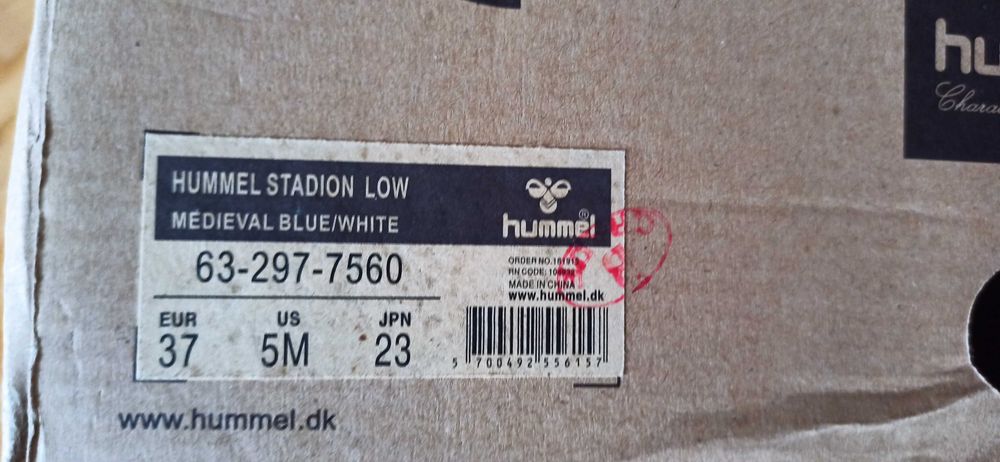 HUMMEL STADION LOW
MEDIEVAL BLUE/WHITE
hummel®
63-297-7560
MADE IN CHINA
www.hummel.dk
EUR US JPN
37 5M 23
5 700492 556157
www.hummel.dk
hu
Charac